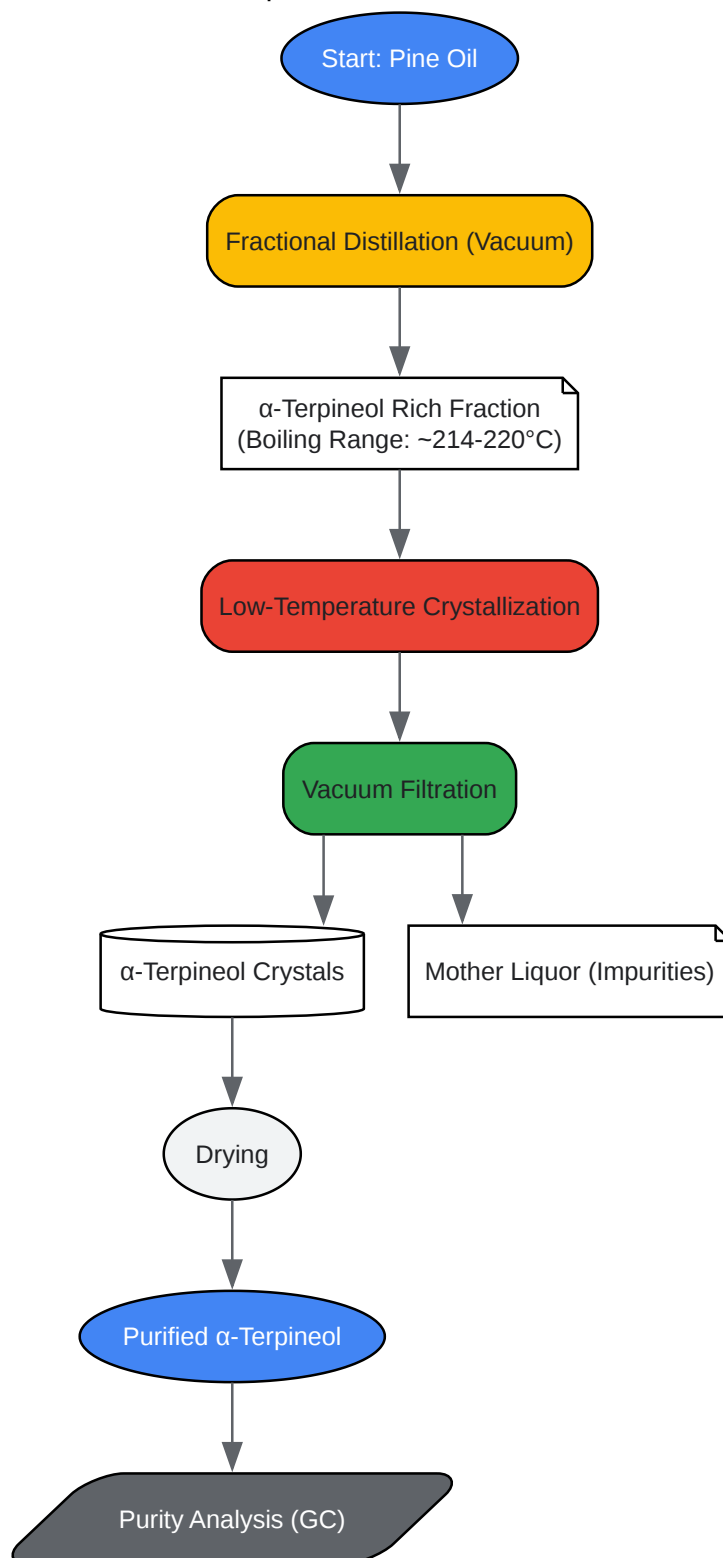 Start: Pine Oil
Fractional Distillation (Vacuum)
α-Terpineol Rich Fraction
(Boiling Range: ~214-220°C)
Low-Temperature Crystallization
Vacuum Filtration
α-Terpineol Crystals
Mother Liquor (Impurities)
Drying
Purified α-Terpineol
Purity Analysis (GC)